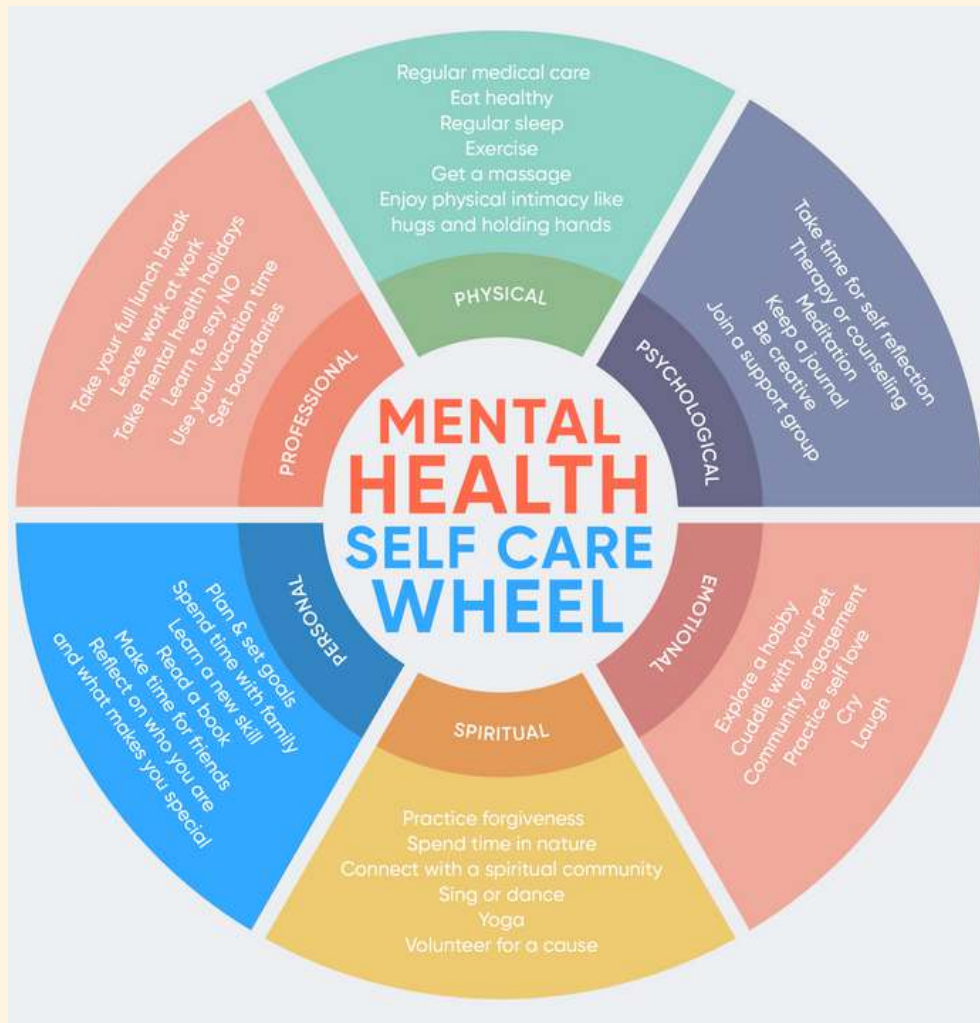 MENTAL
HEALTH
SELF CARE
WHEEL
PHYSICAL
Regular medical care
Eat healthy
Regular sleep
Exercise
Get a massage
Enjoy physical intimacy like
hugs and holding hands
PSYCHOLOGICAL
Take time for self reflection
Therapy or counseling
Meditation
Keep a journal
Be creative
Join a support group
EMOTIONAL
Explore a hobby
Cuddle with your pet
Community engagement
Practice self love
Cry
Laugh
SPIRITUAL
Practice forgiveness
Spend time in nature
Connect with a spiritual community
Sing or dance
Yoga
Volunteer for a cause
PERSONAL
Plan & set goals
Spend time with family
Learn a new skill
Read a book
Make time for friends
Reflect on who you are
and what makes you special
PROFESSIONAL
Take your full lunch break
Leave work at work
Take mental health holidays
Learn to say NO
Use your vacation time
Set boundaries